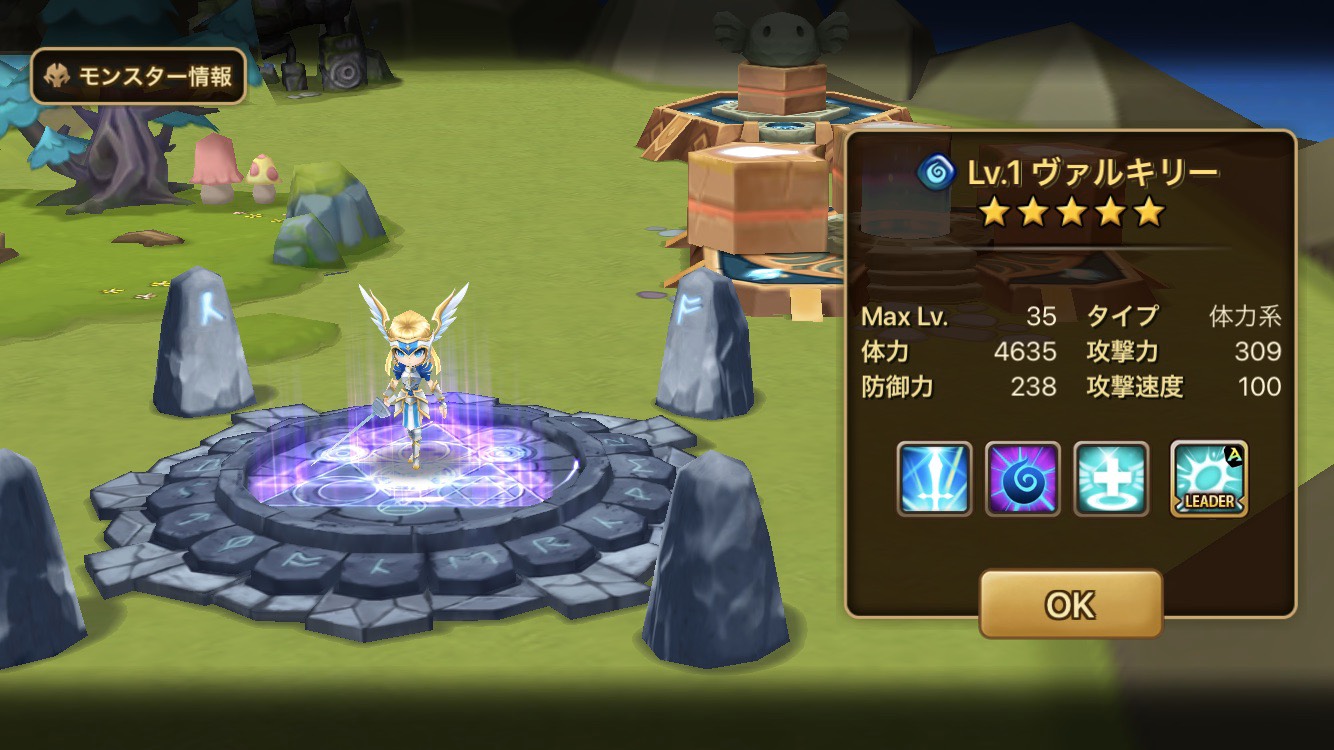 モンスター情報
Lv.1 ヴァルキリー
Max Lv. 35 タイプ 体力系
体力 4635 攻撃力 309
防御力 238 攻撃速度 100
A
LEADER
OK